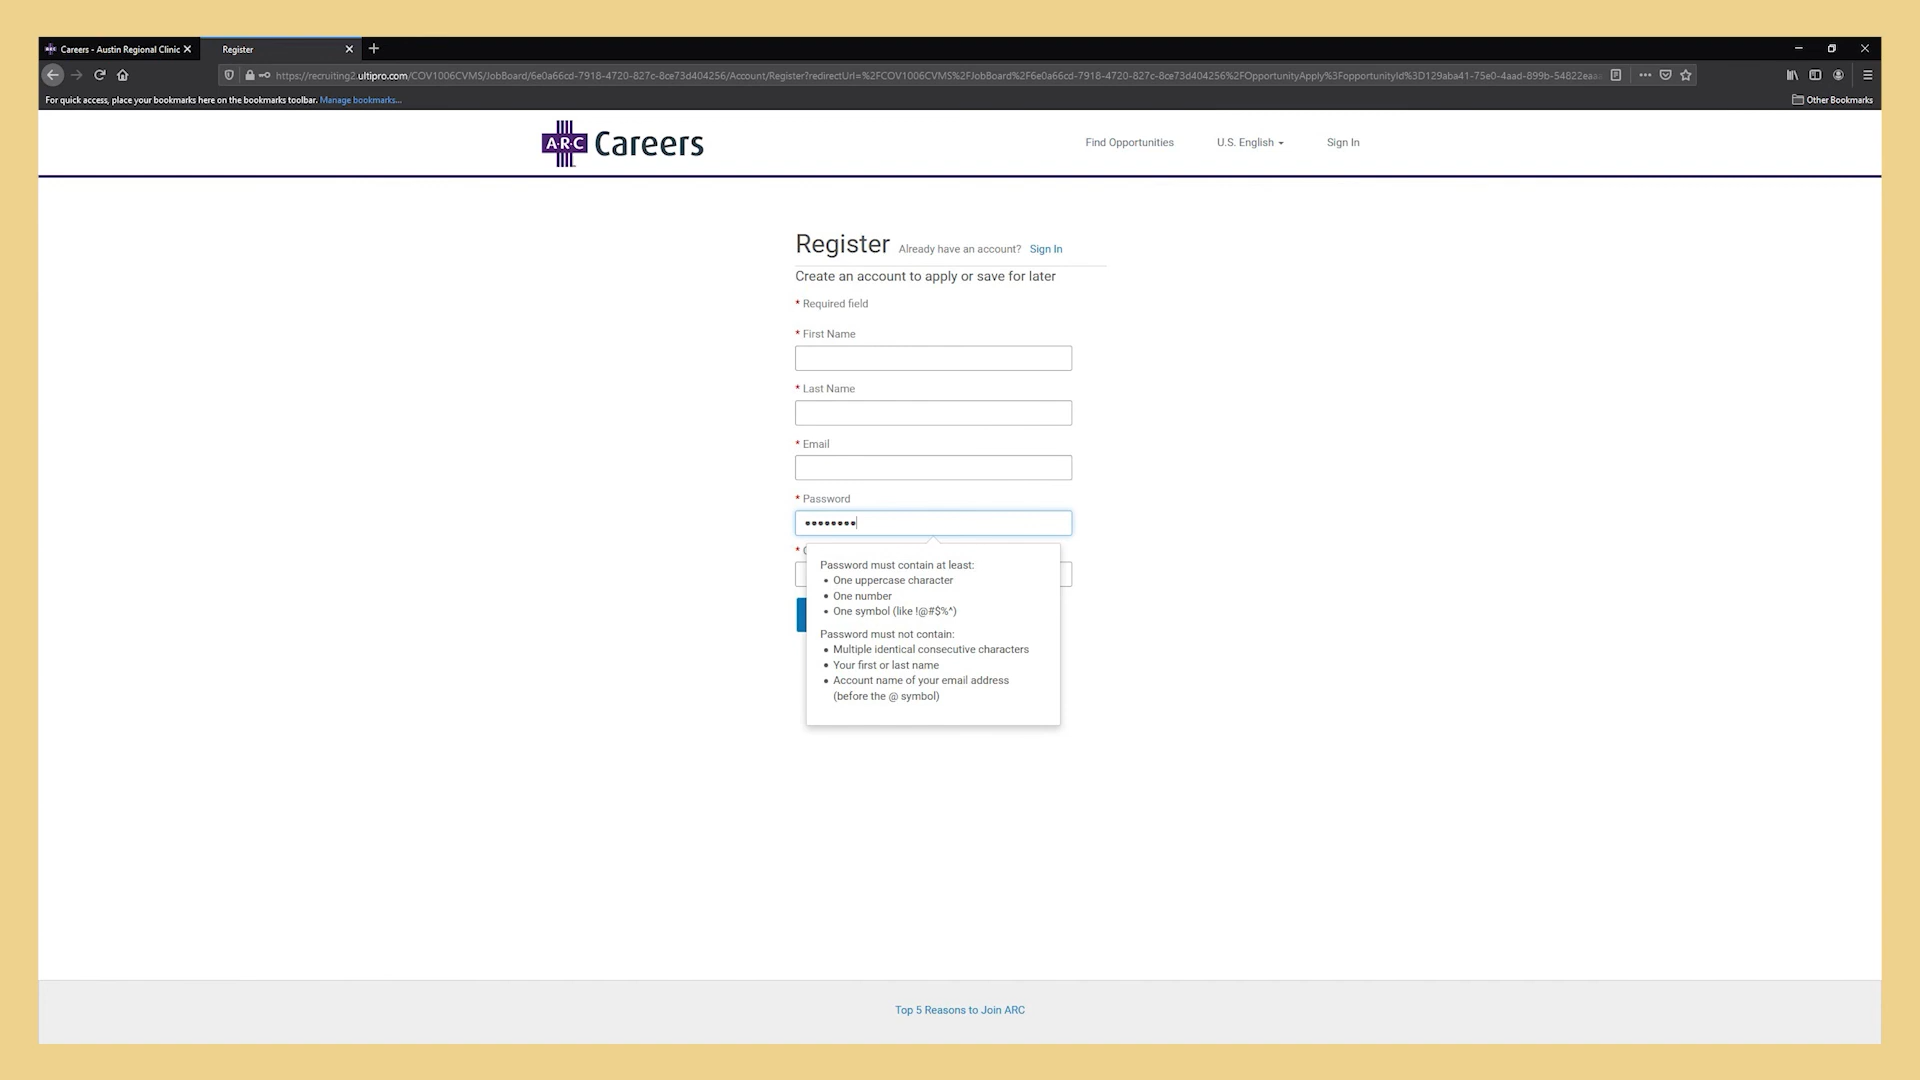 Careers - Austin Regional Clinic
Register
https://recruiting2.ultipro.com/COV1006CVMS/JobBoard/6e0a66cd-7918-4720-827c-8ce73d404256/Account/Register?redirectUrl=%2FCOV1006CVMS%2FJobBoard%2F6e0a66cd-7918-4720-827c-8ce73d404256%2FOpportunityApply%3FopportunityId%3D129aba41-75e0-4aad-899b-54822eaa
For quick access, place your bookmarks here on the bookmarks toolbar. Manage bookmarks...
Other Bookmarks
A·R·C Careers
Find Opportunities
U.S. English
Sign In
Register Already have an account? Sign In
Create an account to apply or save for later
* Required field
* First Name
* Last Name
* Email
* Password
Password must contain at least:
• One uppercase character
• One number
• One symbol (like !@#$%^)
Password must not contain:
• Multiple identical consecutive characters
• Your first or last name
• Account name of your email address
(before the @ symbol)
Top 5 Reasons to Join ARC